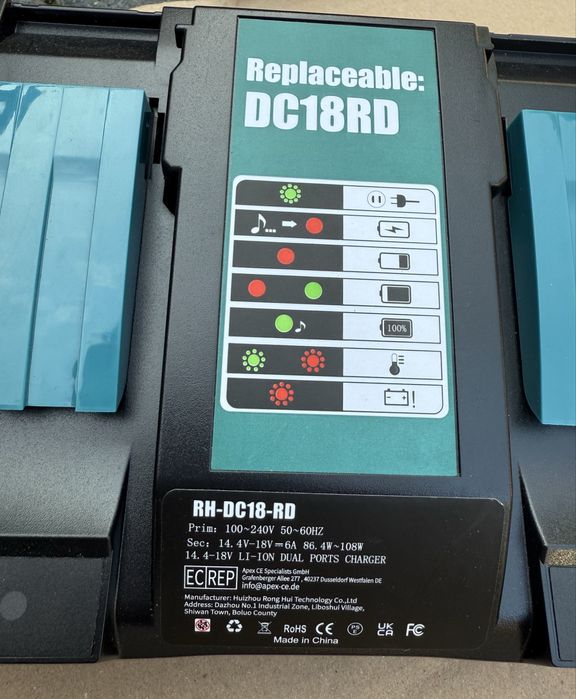 Replaceable:
DC18RD
100%
RH-DC18-RD
Prim: 100~240V 50~60HZ
Sec: 14.4V-18V⎓6A 86.4W~108W
14.4-18V LI-ION DUAL PORTS CHARGER
EC REP
Apex CE Specialists GmbH
Grafenberger Allee 277 , 40237 Dusseldorf Westfalen DE
info@apex-ce.de
Manufacturer: Huizhou Rong Hui Technology Co.,Ltd
Address: Dazhou No.1 Industrial Zone, Liboshui Village,
Shiwan Town, Boluo County
RoHS CE PSE UKCA FC
Made in China